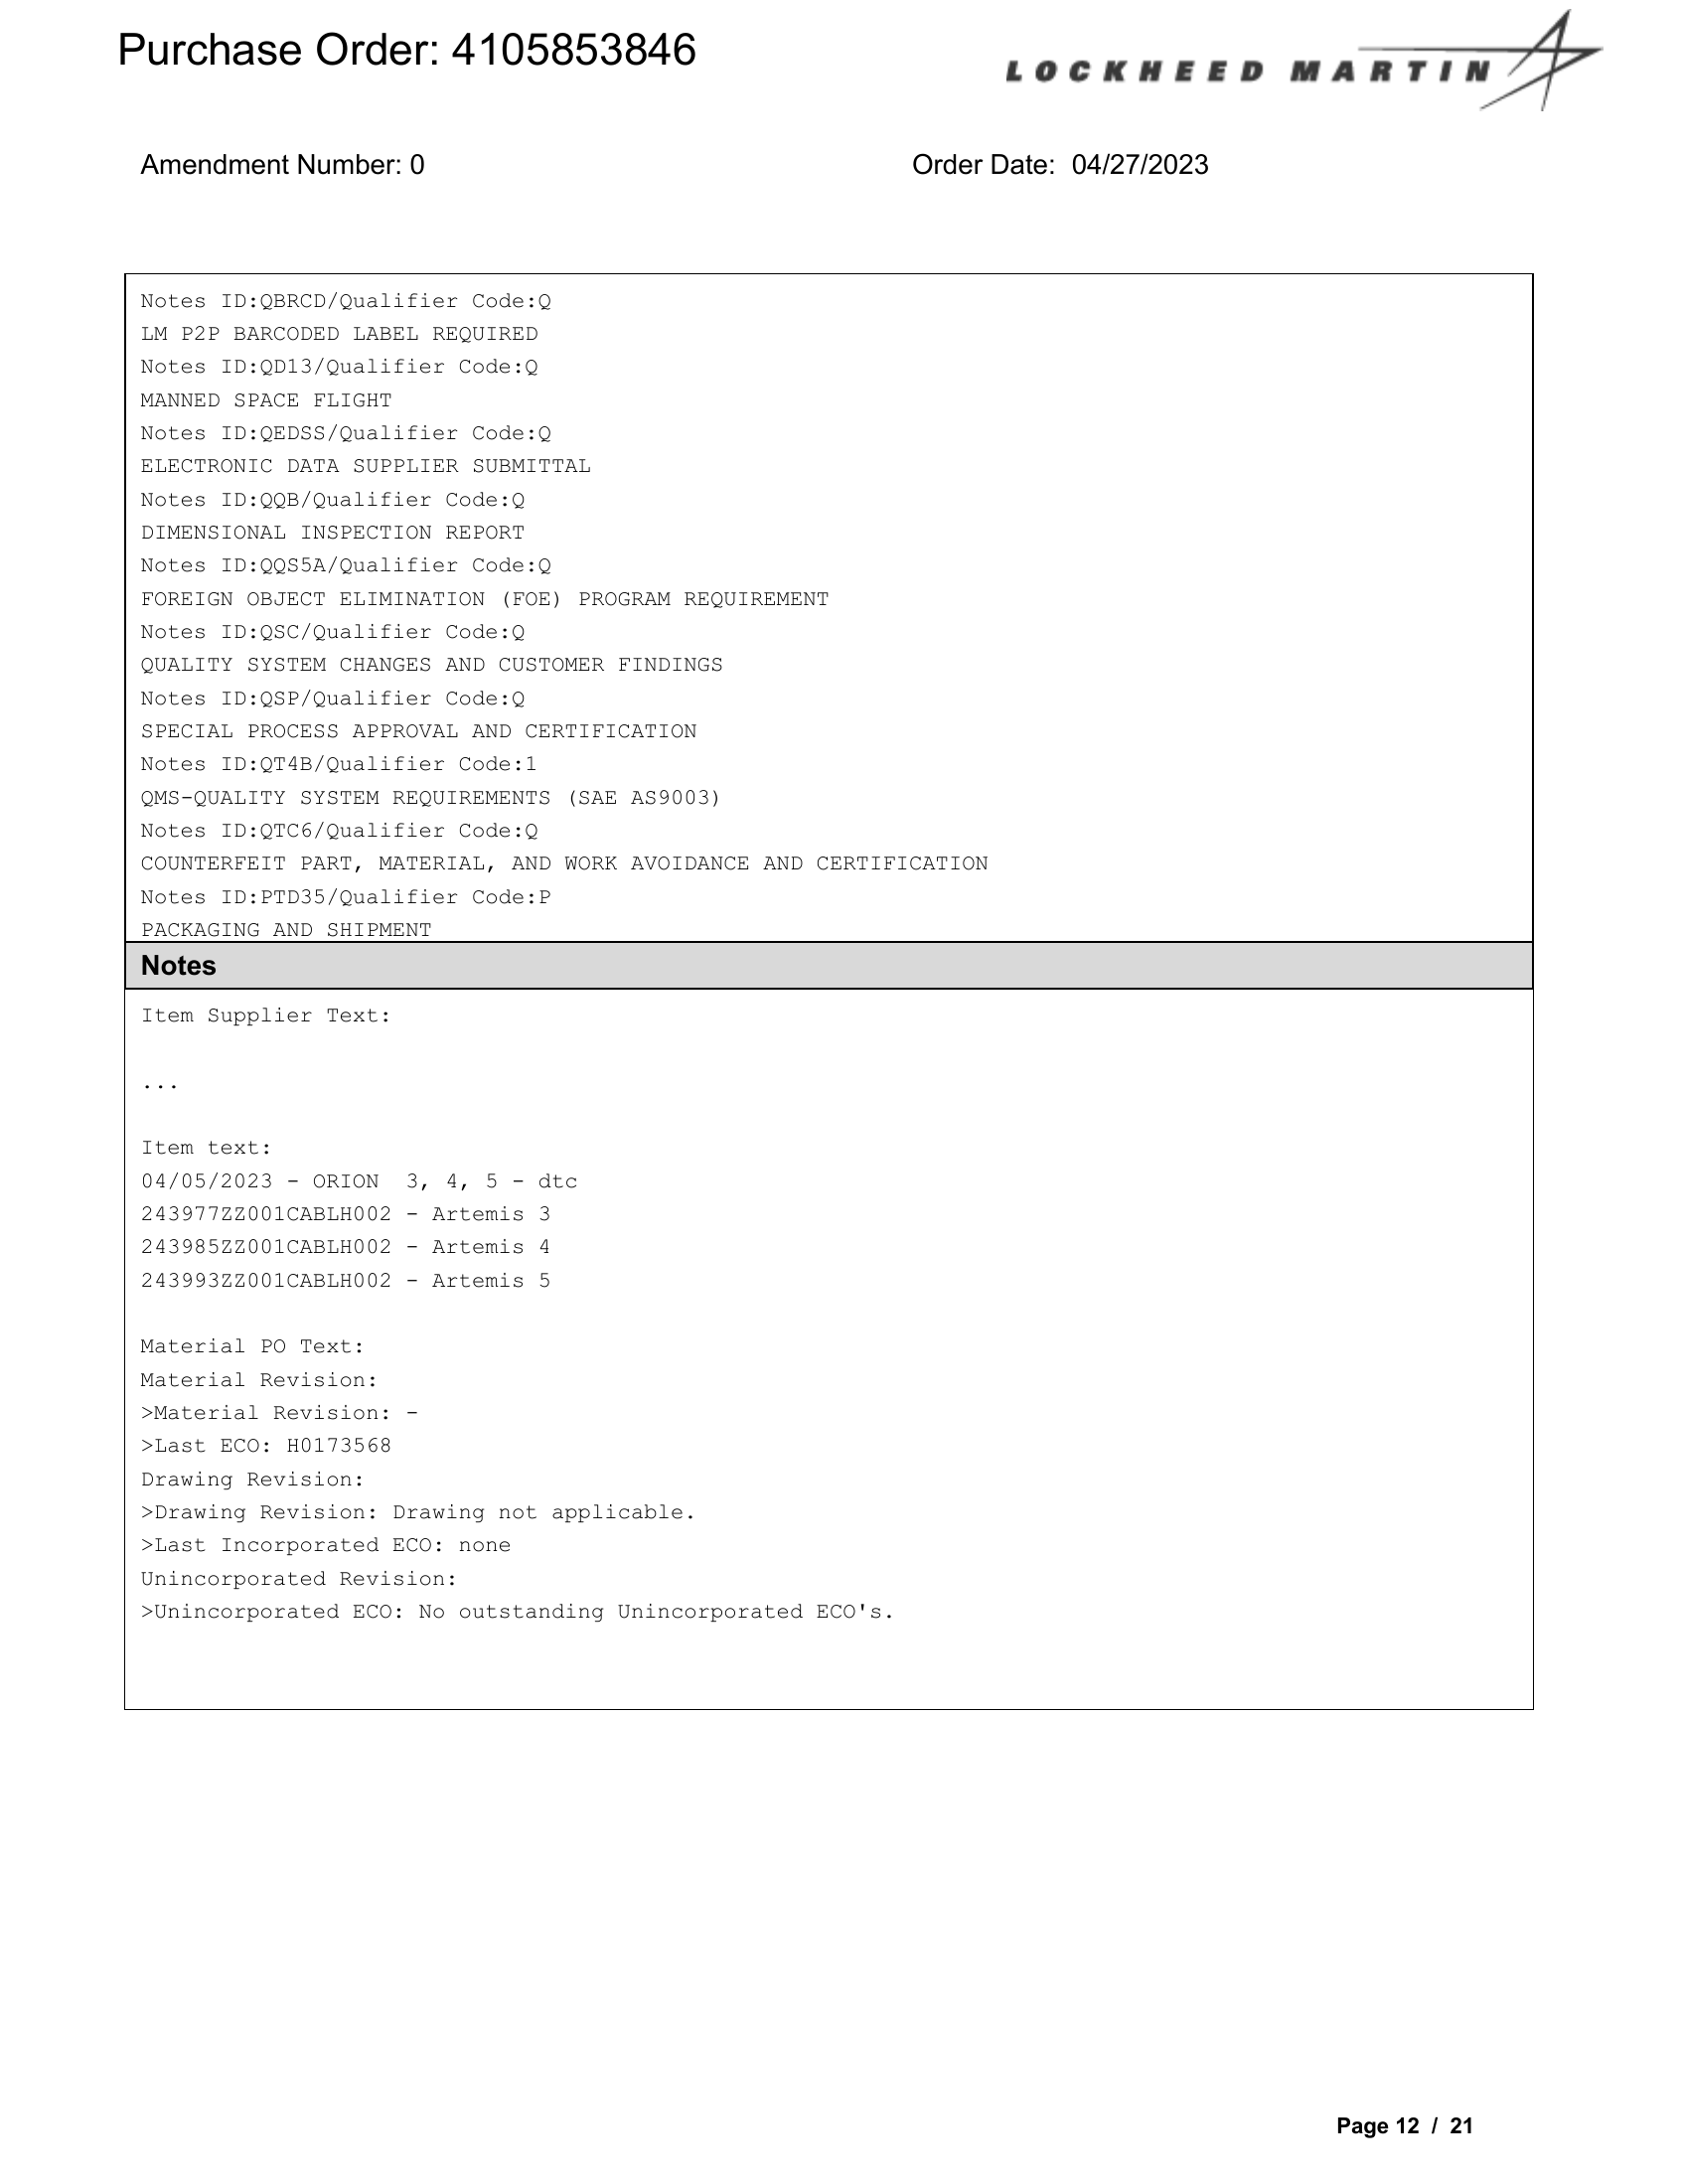 Purchase Order: 4105853846
LOCKHEED MARTIN
Amendment Number: 0
Order Date: 04/27/2023
Notes ID:QBRCD/Qualifier Code:Q
LM P2P BARCODED LABEL REQUIRED
Notes ID:QD13/Qualifier Code:Q
MANNED SPACE FLIGHT
Notes ID:QEDSS/Qualifier Code:Q
ELECTRONIC DATA SUPPLIER SUBMITTAL
Notes ID:QQB/Qualifier Code:Q
DIMENSIONAL INSPECTION REPORT
Notes ID:QQS5A/Qualifier Code:Q
FOREIGN OBJECT ELIMINATION (FOE) PROGRAM REQUIREMENT
Notes ID:QSC/Qualifier Code:Q
QUALITY SYSTEM CHANGES AND CUSTOMER FINDINGS
Notes ID:QSP/Qualifier Code:Q
SPECIAL PROCESS APPROVAL AND CERTIFICATION
Notes ID:QT4B/Qualifier Code:1
QMS-QUALITY SYSTEM REQUIREMENTS (SAE AS9003)
Notes ID:QTC6/Qualifier Code:Q
COUNTERFEIT PART, MATERIAL, AND WORK AVOIDANCE AND CERTIFICATION
Notes ID:PTD35/Qualifier Code:P
PACKAGING AND SHIPMENT
Notes
Item Supplier Text:
...
Item text:
04/05/2023 - ORION  3, 4, 5 - dtc
243977ZZ001CABLH002 - Artemis 3
243985ZZ001CABLH002 - Artemis 4
243993ZZ001CABLH002 - Artemis 5
Material PO Text:
Material Revision:
>Material Revision: -
>Last ECO: H0173568
Drawing Revision:
>Drawing Revision: Drawing not applicable.
>Last Incorporated ECO: none
Unincorporated Revision:
>Unincorporated ECO: No outstanding Unincorporated ECO's.
Page 12 / 21